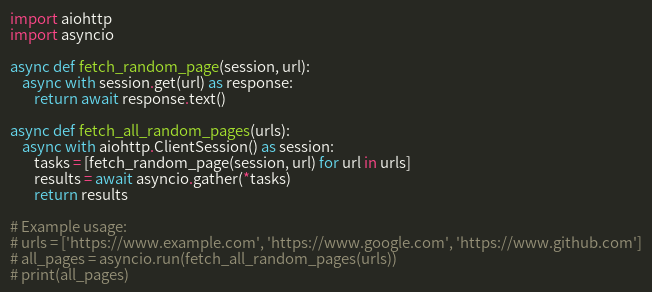 import aiohttp
import asyncio

async def fetch_random_page(session, url):
    async with session.get(url) as response:
        return await response.text()

async def fetch_all_random_pages(urls):
    async with aiohttp.ClientSession() as session:
        tasks = [fetch_random_page(session, url) for url in urls]
        results = await asyncio.gather(*tasks)
        return results

# Example usage:
# urls = ['https://www.example.com', 'https://www.google.com', 'https://www.github.com']
# all_pages = asyncio.run(fetch_all_random_pages(urls))
# print(all_pages)